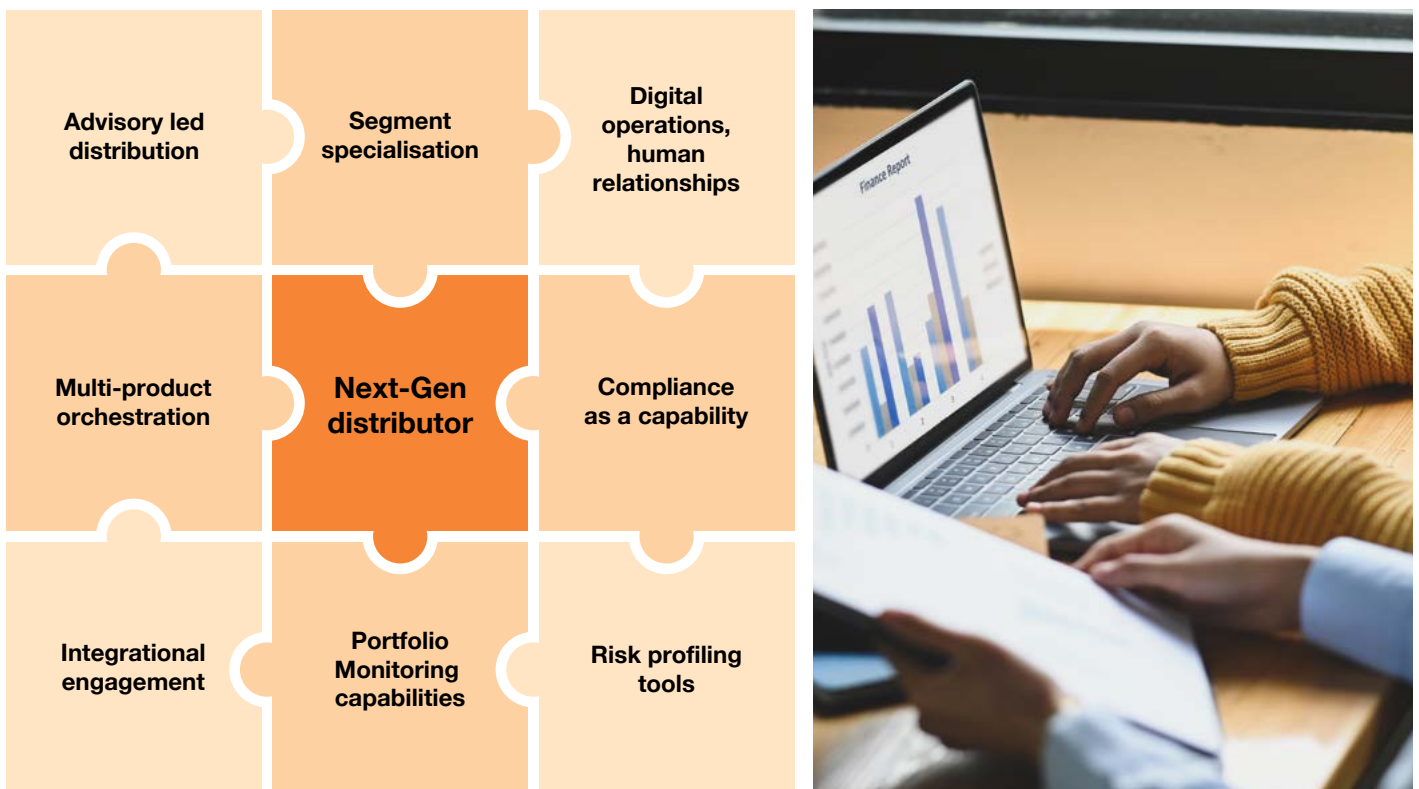 Advisory led
distribution
Segment
specialisation
Digital
operations,
human
relationships
Multi-product
orchestration
Next-Gen
distributor
Compliance
as a capability
Integrational
engagement
Portfolio
Monitoring
capabilities
Risk profiling
tools
Finance Report